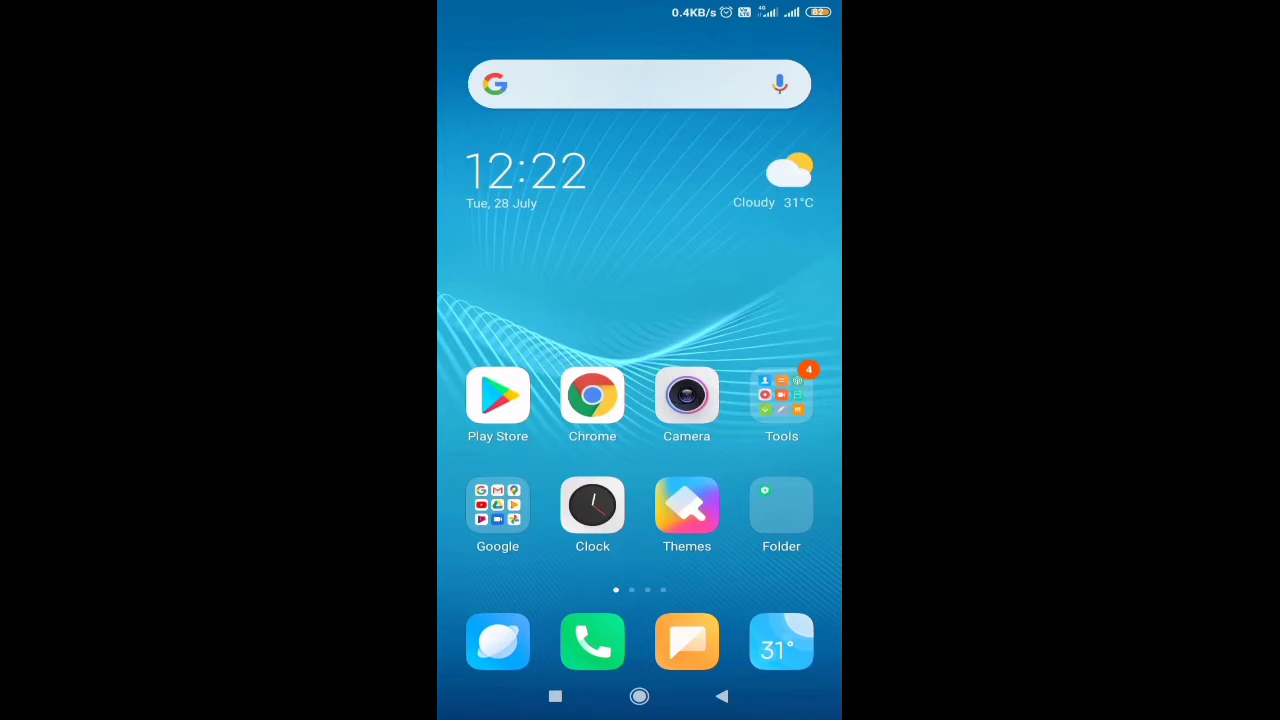 0.4KB/s 4G 82
12:22
Tue, 28 July
Cloudy 31°C
4
Play Store Chrome Camera Tools
Google Clock Themes Folder
31°